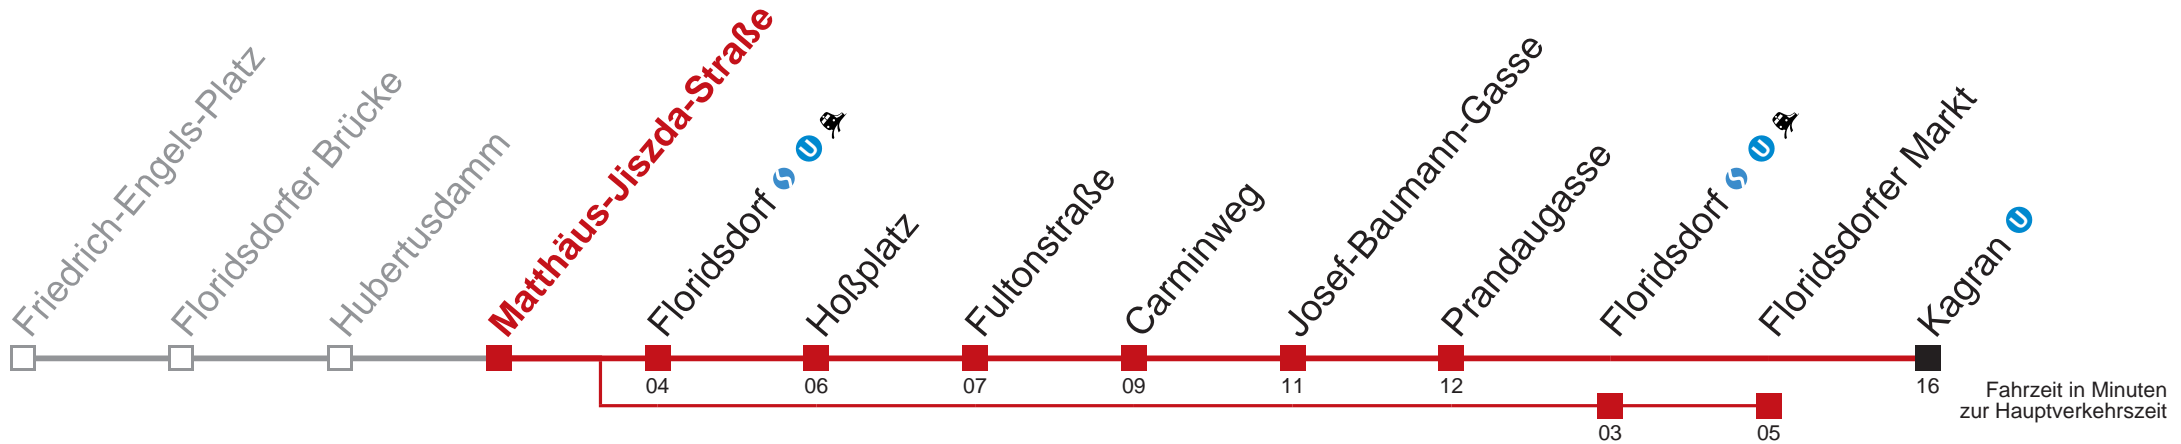 Friedrich-Engels-Platz
Floridsdorfer Brücke
Hubertusdamm
Matthäus-Jiszda-Straße
Floridsdorf S U
Hoßplatz
Fultonstraße
Carminweg
Josef-Baumann-Gasse
Prandaugasse
Floridsdorf S U
Floridsdorfer Markt
Kagran U
04 06 07 09 11 12 16
03 05
Fahrzeit in Minuten
zur Hauptverkehrszeit